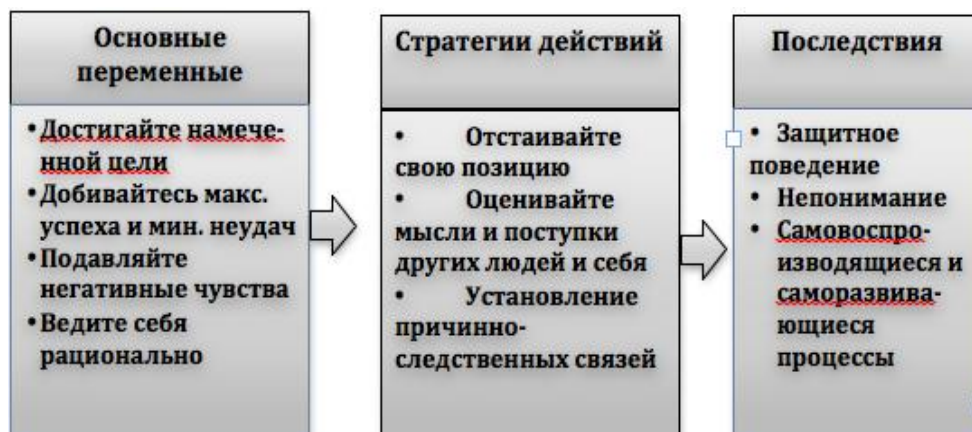 Основные
переменные
• Достигайте намече-
нной цели
• Добивайтесь макс.
успеха и мин. неудач
• Подавляйте
негативные чувства
• Ведите себя
рационально
Стратегии действий
• Отстаивайте
свою позицию
• Оценивайте
мысли и поступки
других людей и себя
• Установление
причинно-
следственных связей
Последствия
• Защитное
поведение
• Непонимание
• Самовоспро-
изводящиеся и
саморазвива-
ющиеся
процессы